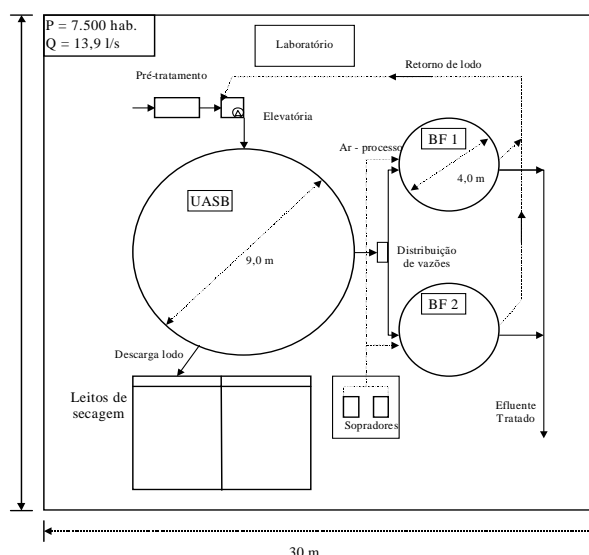 P = 7.500 hab.
Q = 13,9 l/s
Laboratório
Retorno de lodo
Pré-tratamento
A
Elevatória
Ar - processo
BF 1
4,0 m
UASB
9,0 m
Distribuição
de vazões
BF 2
Descarga lodo
Leitos de
secagem
Sopradores
Efluente
Tratado
30 m